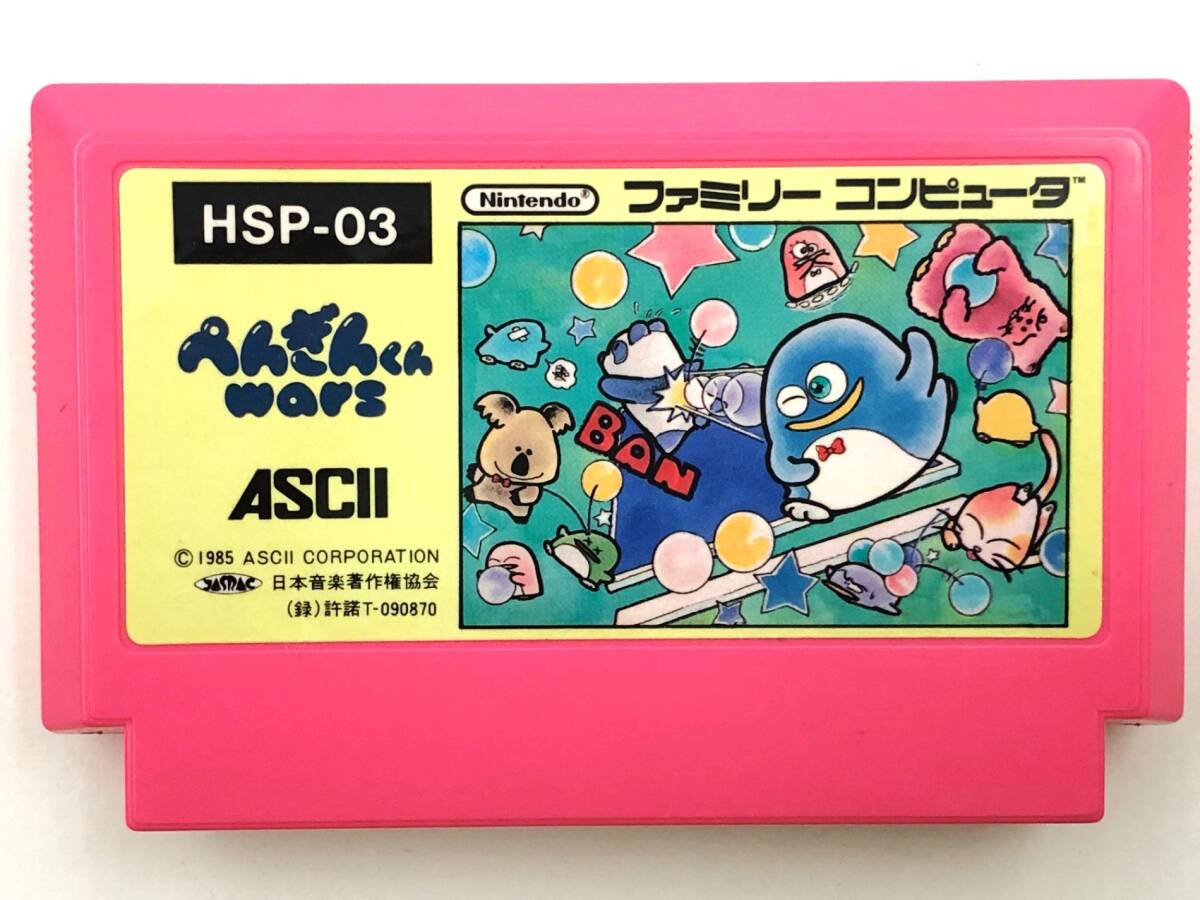 HSP-03
ぺんぎんくん
wars
ASCII
©1985 ASCII CORPORATION
JASRAC 日本音楽著作権協会
(録)許諾T-090870
Nintendo®
ファミリー コンピュータ™
BAN